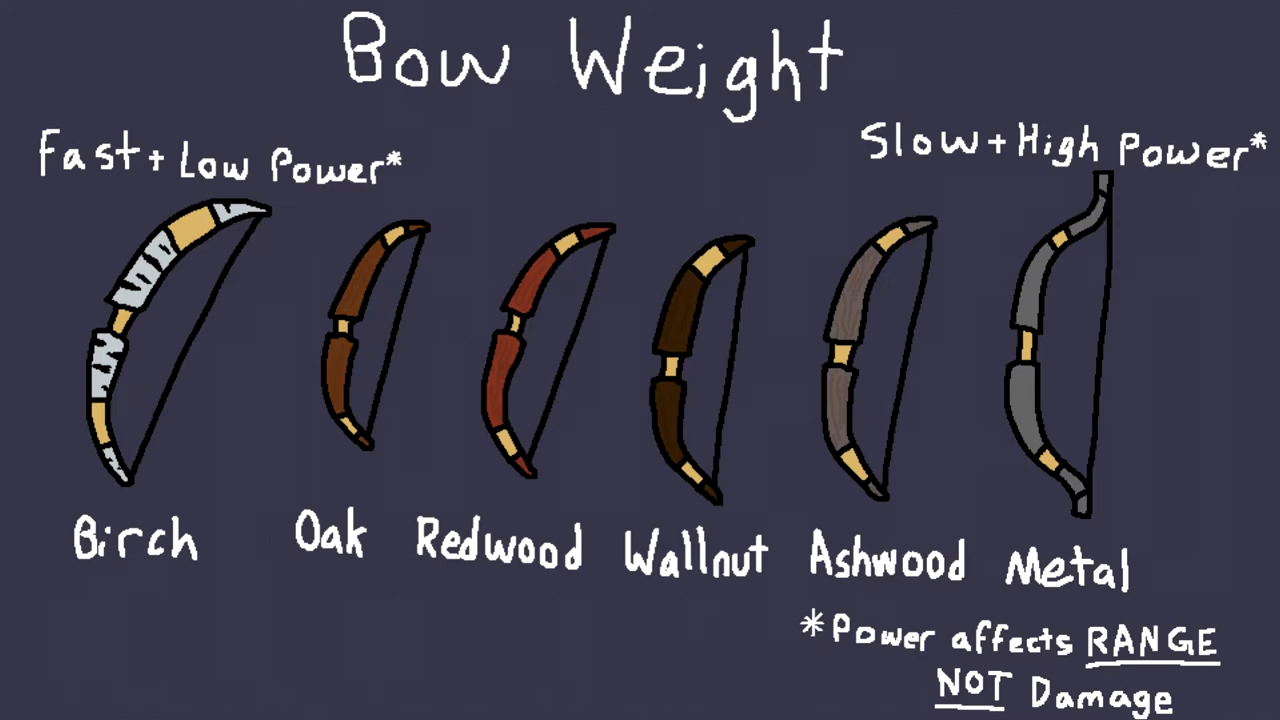 Bow Weight
Fast + Low Power*
Slow + High Power*
Birch
Oak
Redwood
Wallnut
Ashwood
Metal
*Power affects RANGE
NOT Damage